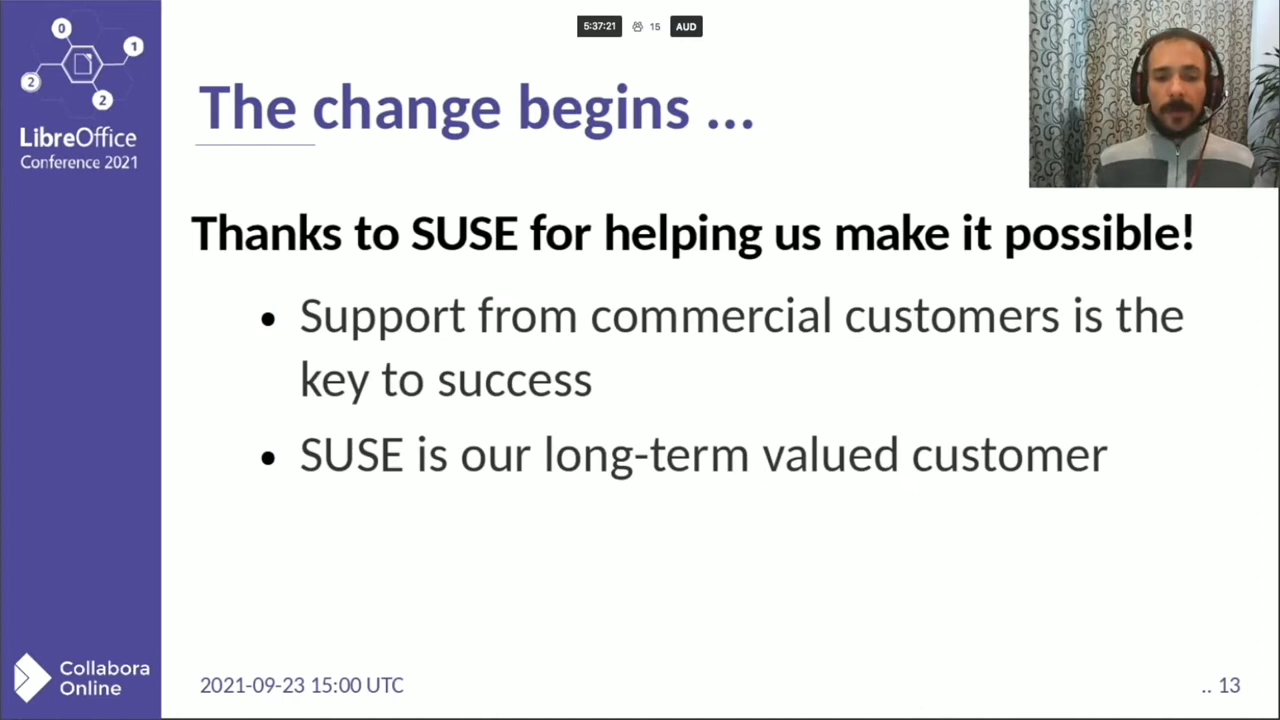 5:37:21 15 AUD
0
1
2
2
LibreOffice
Conference 2021
The change begins ...
Thanks to SUSE for helping us make it possible!
• Support from commercial customers is the
key to success
• SUSE is our long-term valued customer
Collabora
Online
2021-09-23 15:00 UTC
.. 13